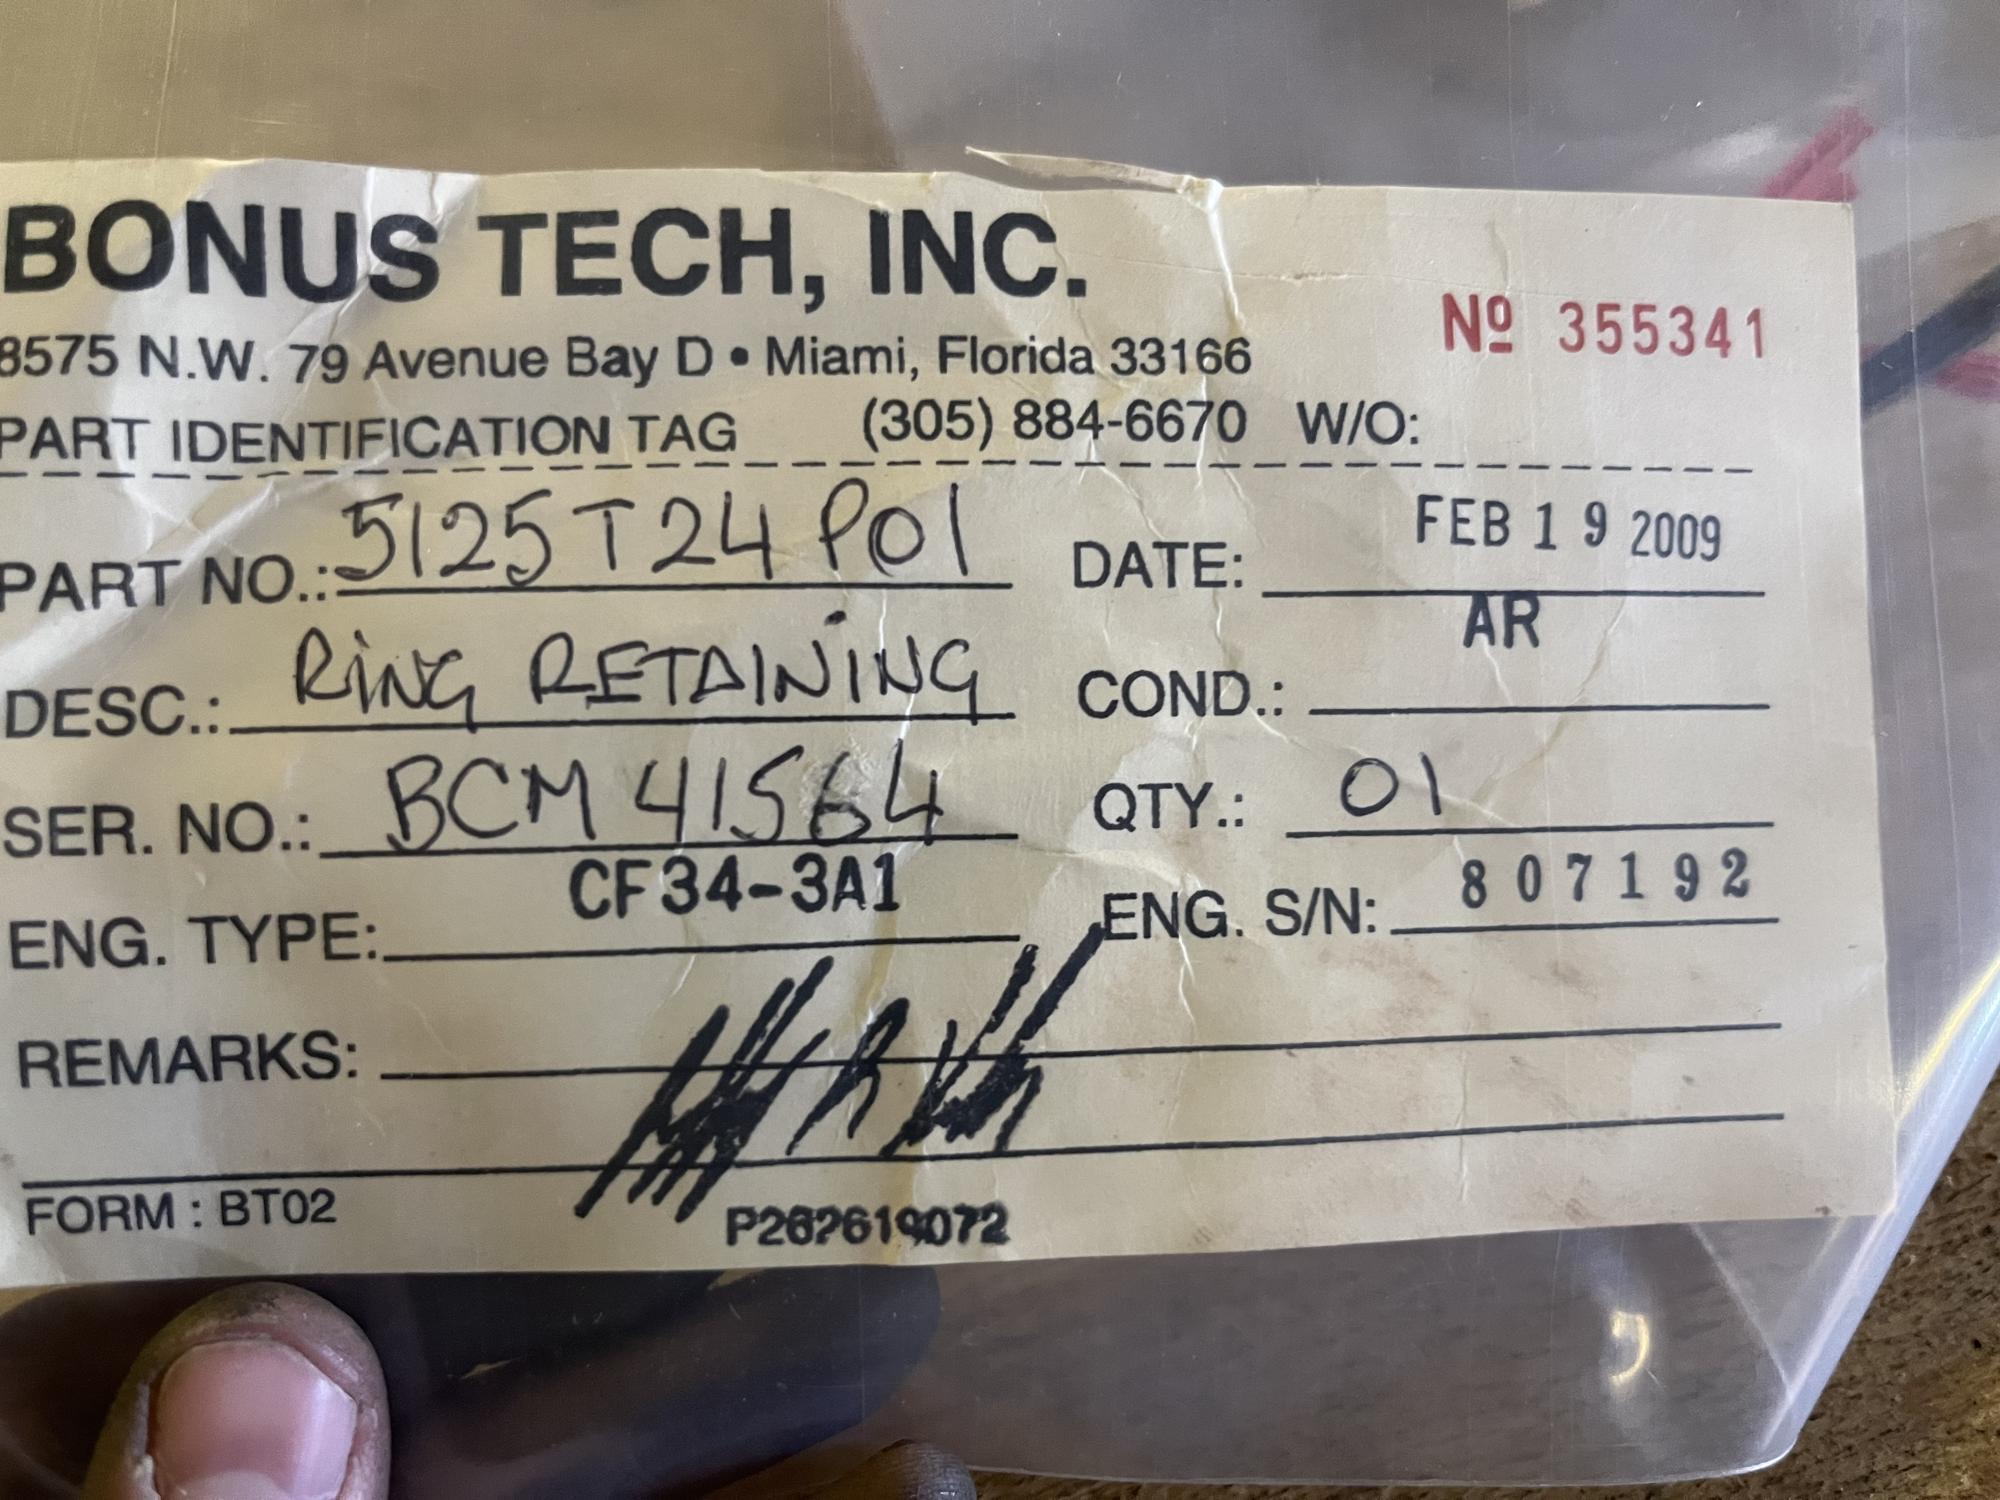 BONUS TECH, INC.
Nº 355341
8575 N.W. 79 Avenue Bay D • Miami, Florida 33166
PART IDENTIFICATION TAG (305) 884-6670 W/O:
PART NO.: 5125T24P01 DATE: FEB 19 2009
DESC.: RING RETAINING COND.: AR
SER. NO.: BCM 41564 QTY.: 01
ENG. TYPE: CF34-3A1 ENG. S/N: 807192
REMARKS:
FORM : BT02